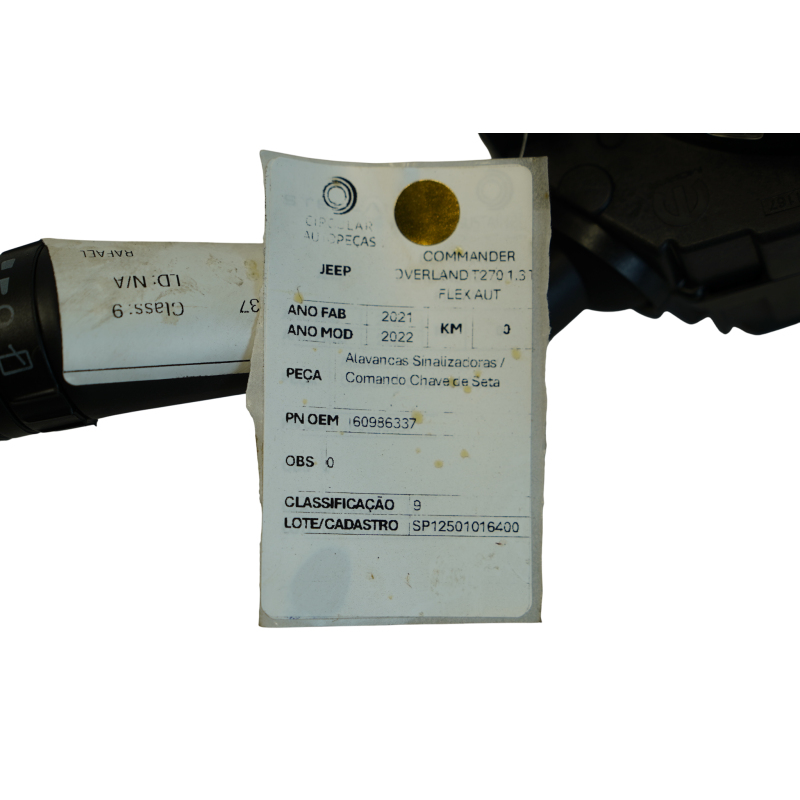 CIRCULAR
AUTOPEÇAS
JEEP
COMMANDER
OVERLAND T270 1.3T
FLEX AUT
ANO FAB 2021
ANO MOD 2022
KM 0
PEÇA Alavancas Sinalizadoras /
Comando Chave de Seta
PN OEM 60986337
OBS 0
CLASSIFICAÇÃO 9
LOTE/CADASTRO SP12501016400
37 Class: 9
LD: N/A
RAFAEL